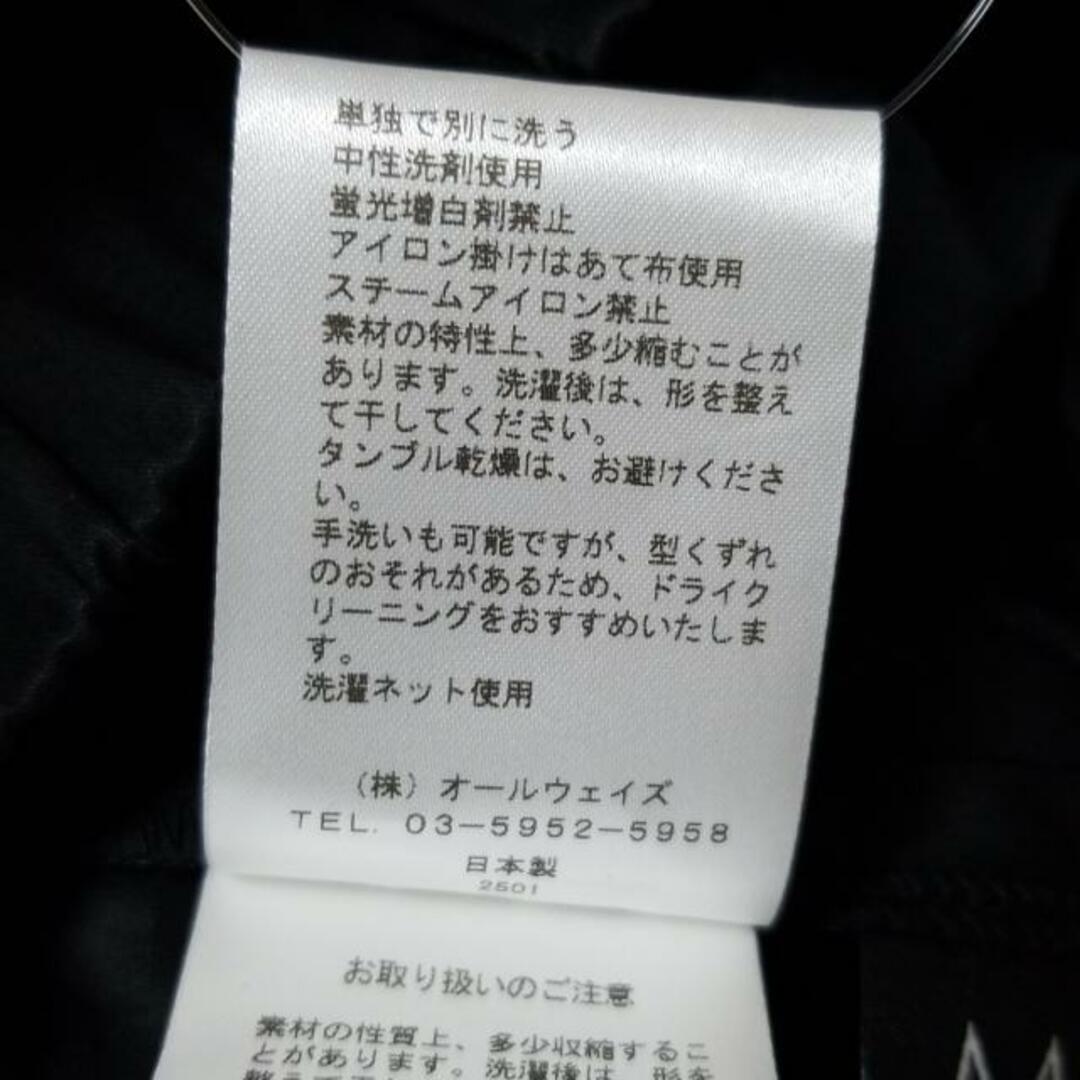 単独で別に洗う
中性洗剤使用
蛍光増白剤禁止
アイロン掛けはあて布使用
スチームアイロン禁止
素材の特性上、多少縮むことが
あります。洗濯後は、形を整え
て干してください。
タンブル乾燥は、お避けくださ
い。
手洗いも可能ですが、型くずれ
のおそれがあるため、ドライク
リーニングをおすすめいたしま
す。
洗濯ネット使用
（株）オールウェイズ
TEL. 03-5952-5958
日本製
2501
お取り扱いのご注意
素材の性質上、多少収縮するこ
とがあります。洗濯後は、形を